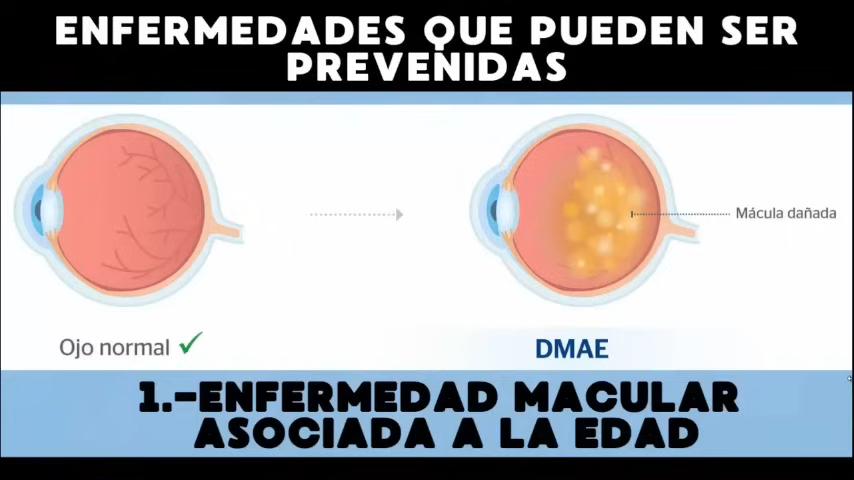 ENFERMEDADES QUE PUEDEN SER
PREVENIDAS
Mácula dañada
Ojo normal
DMAE
1.-ENFERMEDAD MACULAR
ASOCIADA A LA EDAD